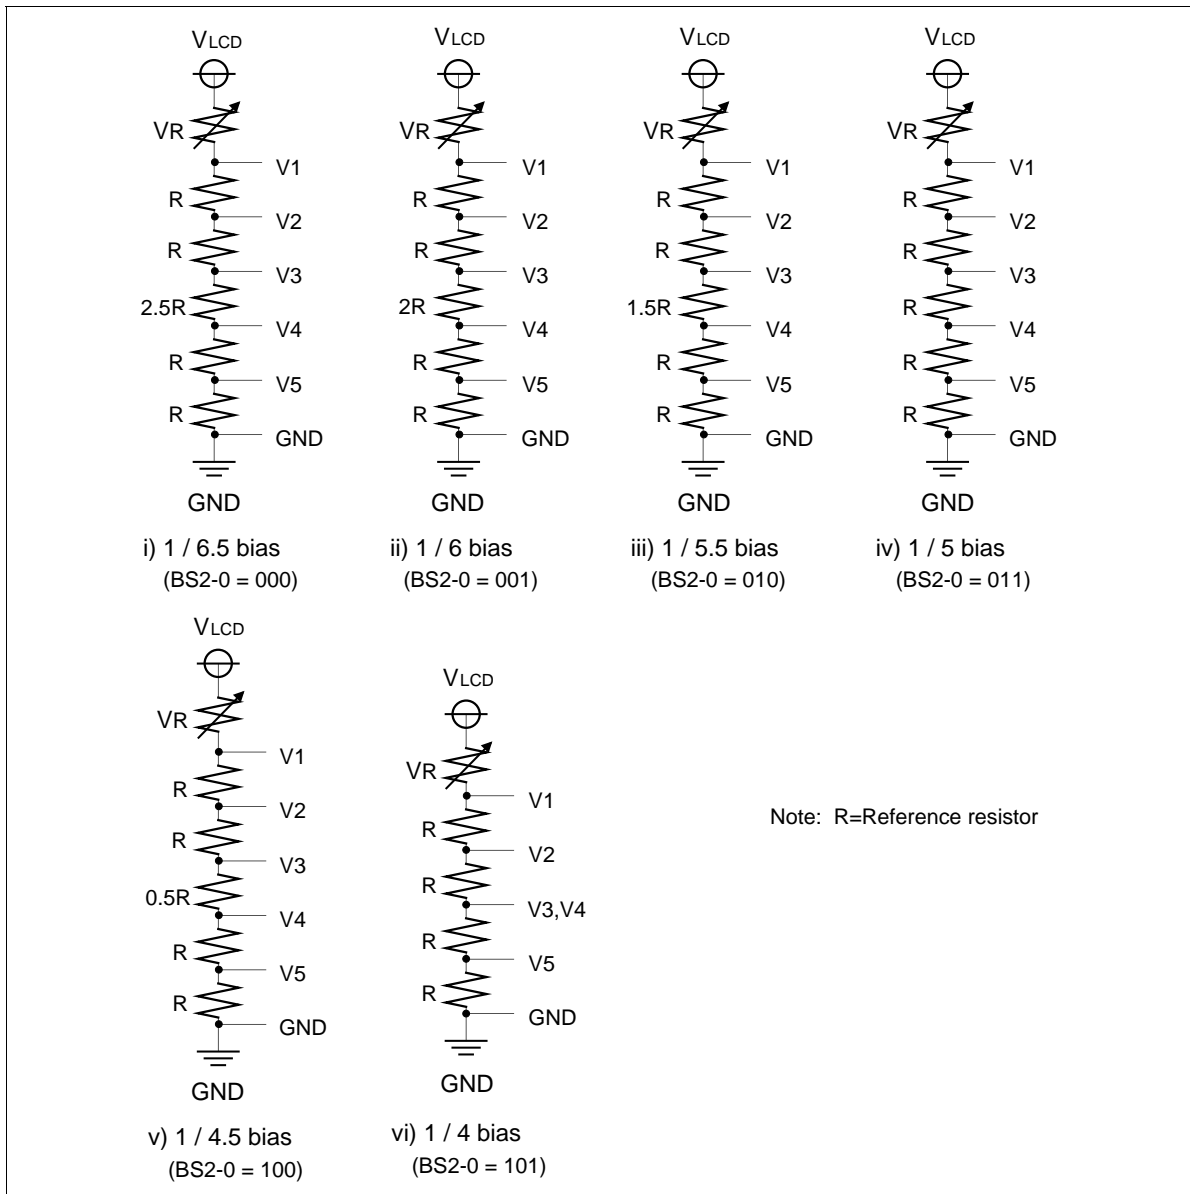 VLCD
VR
V1
R
V2
R
V3
2.5R
V4
R
V5
R
GND
GND
i) 1 / 6.5 bias
(BS2-0 = 000)
VLCD
VR
V1
R
V2
R
V3
2R
V4
R
V5
R
GND
GND
ii) 1 / 6 bias
(BS2-0 = 001)
VLCD
VR
V1
R
V2
R
V3
1.5R
V4
R
V5
R
GND
GND
iii) 1 / 5.5 bias
(BS2-0 = 010)
VLCD
VR
V1
R
V2
R
V3
R
V4
R
V5
R
GND
GND
iv) 1 / 5 bias
(BS2-0 = 011)
VLCD
VR
V1
R
V2
R
V3
0.5R
V4
R
V5
R
GND
GND
v) 1 / 4.5 bias
(BS2-0 = 100)
VLCD
VR
V1
R
V2
R
V3,V4
R
V5
R
GND
GND
vi) 1 / 4 bias
(BS2-0 = 101)
Note: R=Reference resistor